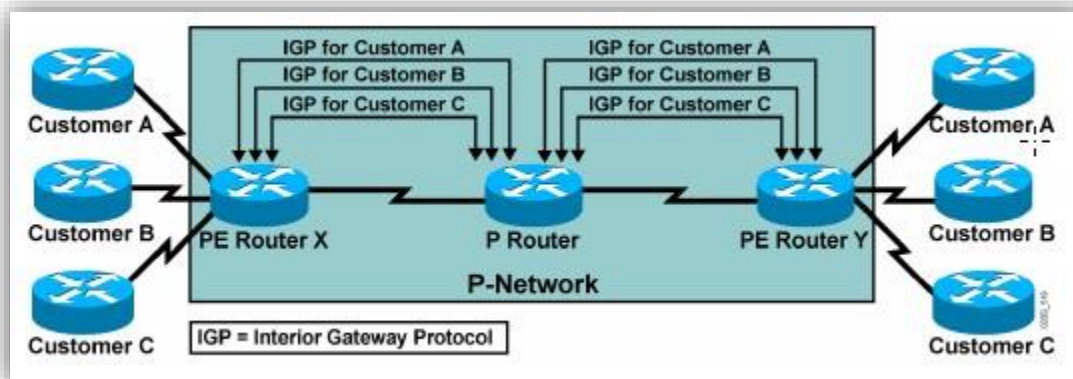 IGP for Customer A
IGP for Customer B
IGP for Customer C
IGP for Customer A
IGP for Customer B
IGP for Customer C
Customer A
Customer B
Customer C
PE Router X
P Router
PE Router Y
Customer A
Customer B
Customer C
P-Network
IGP = Interior Gateway Protocol